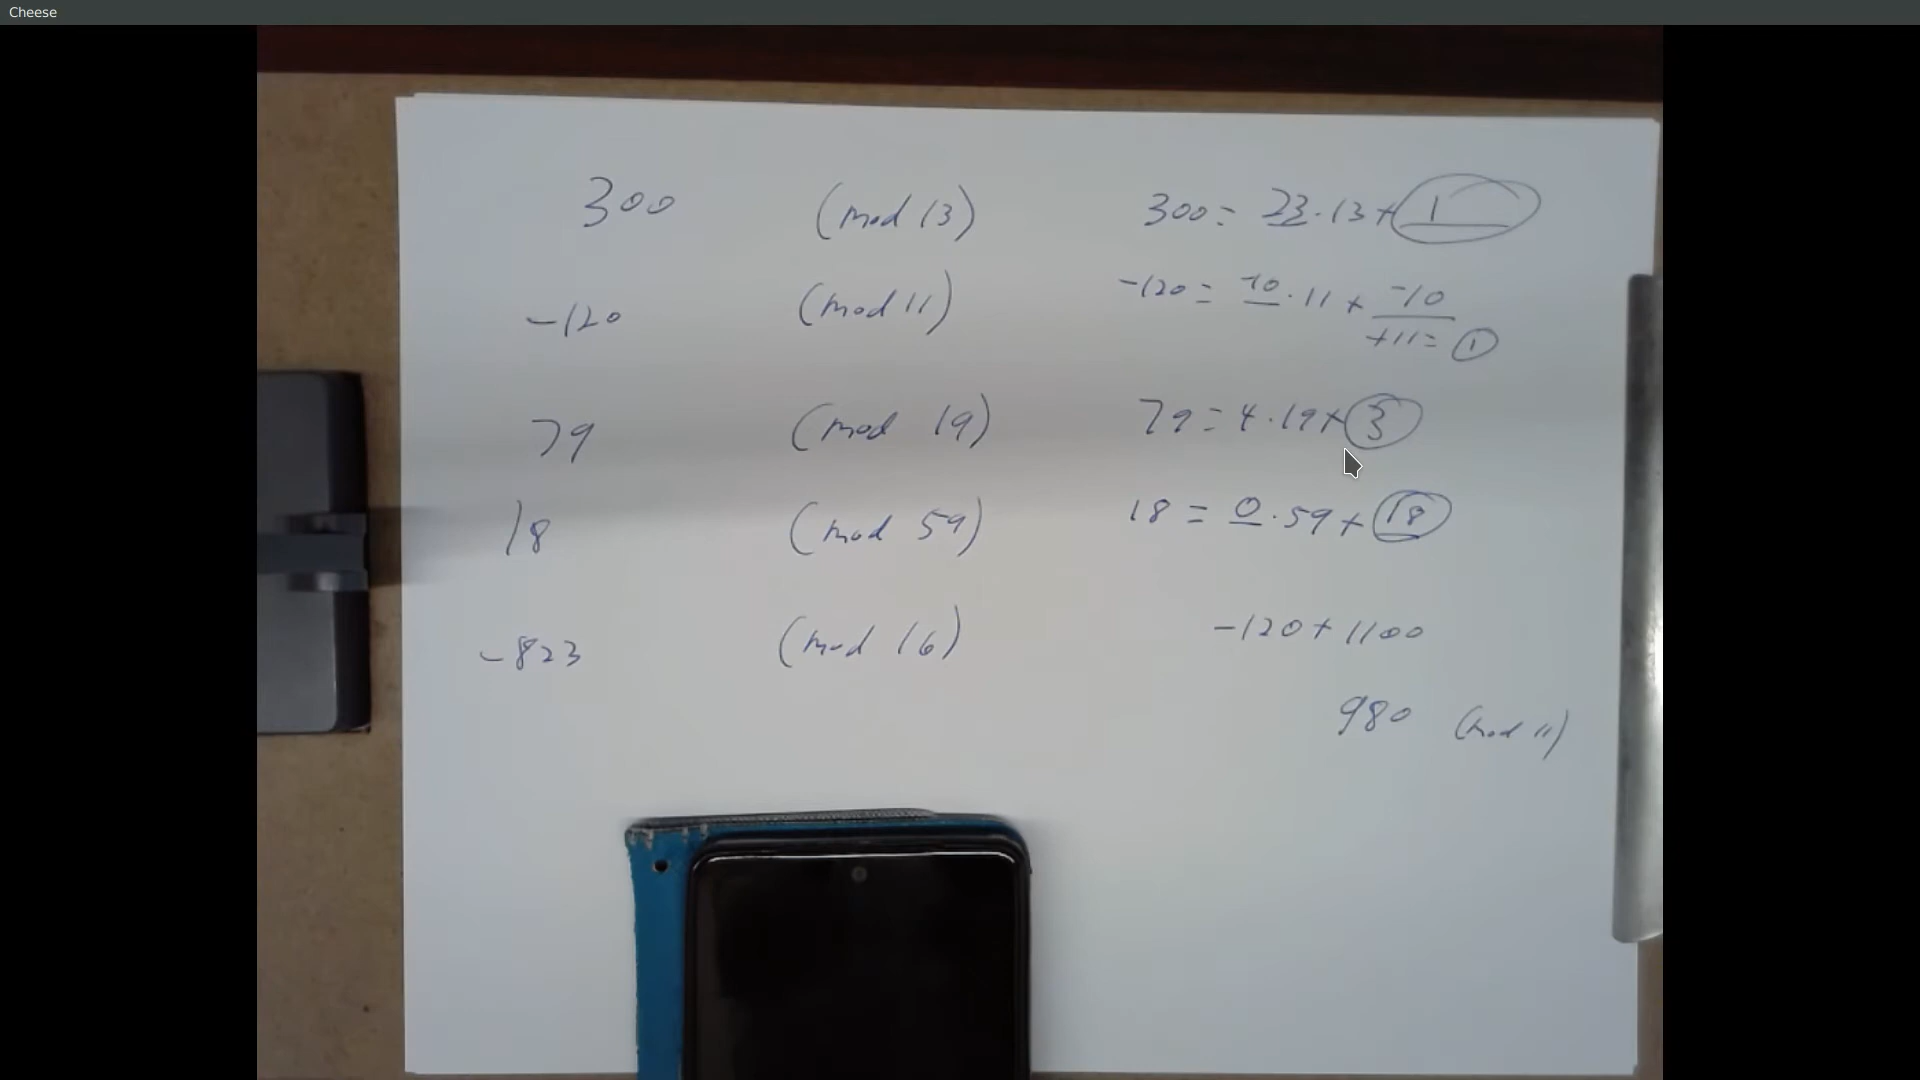 Cheese
300 (mod 13) 300 = 23·13+ 1
-120 (mod 11) -120 = -10·11 + -10
+11= 1
79 (mod 19) 79 = 4·19+ 3
18 (mod 59) 18 = 0·59+ 18
-823 (mod 16) -120+ 1100
980 (mod 11)